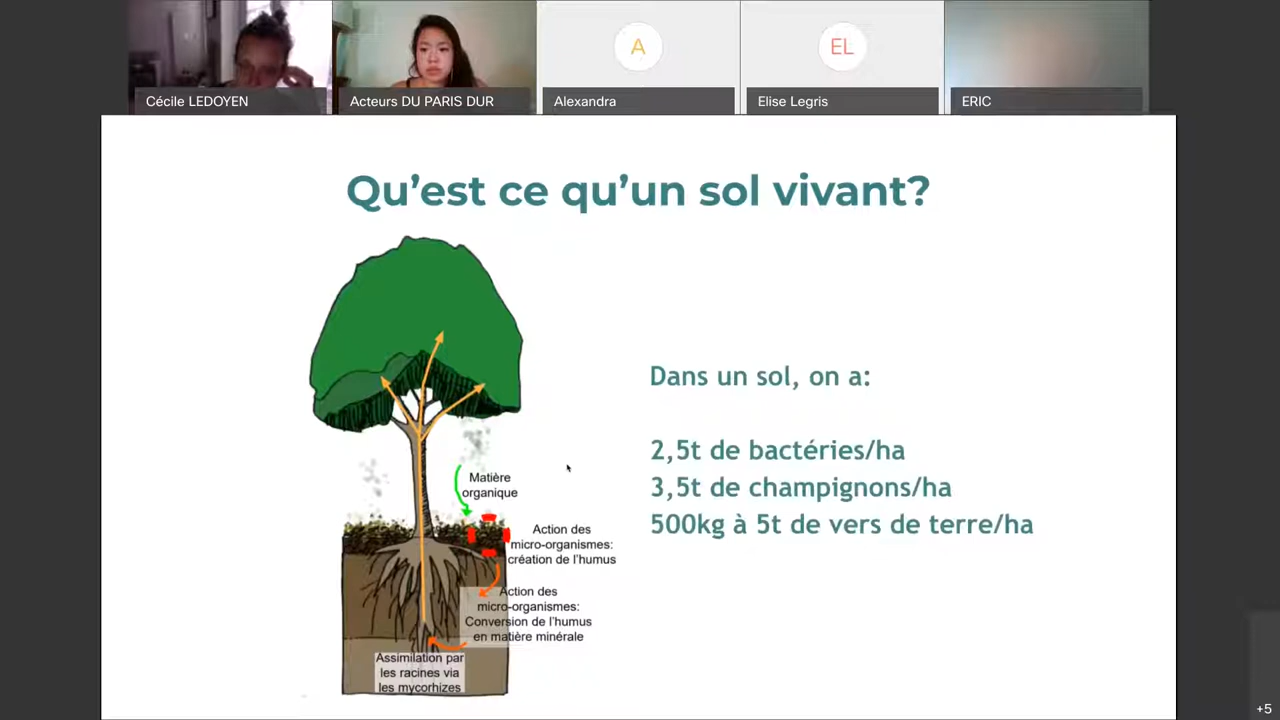 Cécile LEDOYEN
Acteurs DU PARIS DUR
A
Alexandra
EL
Elise Legris
ERIC
Qu’est ce qu’un sol vivant?
Matière
organique
Action des
micro-organismes:
création de l’humus
Action des
micro-organismes:
Conversion de l’humus
en matière minérale
Assimilation par
les racines via
les mycorhizes
Dans un sol, on a:
2,5t de bactéries/ha
3,5t de champignons/ha
500kg à 5t de vers de terre/ha
+5